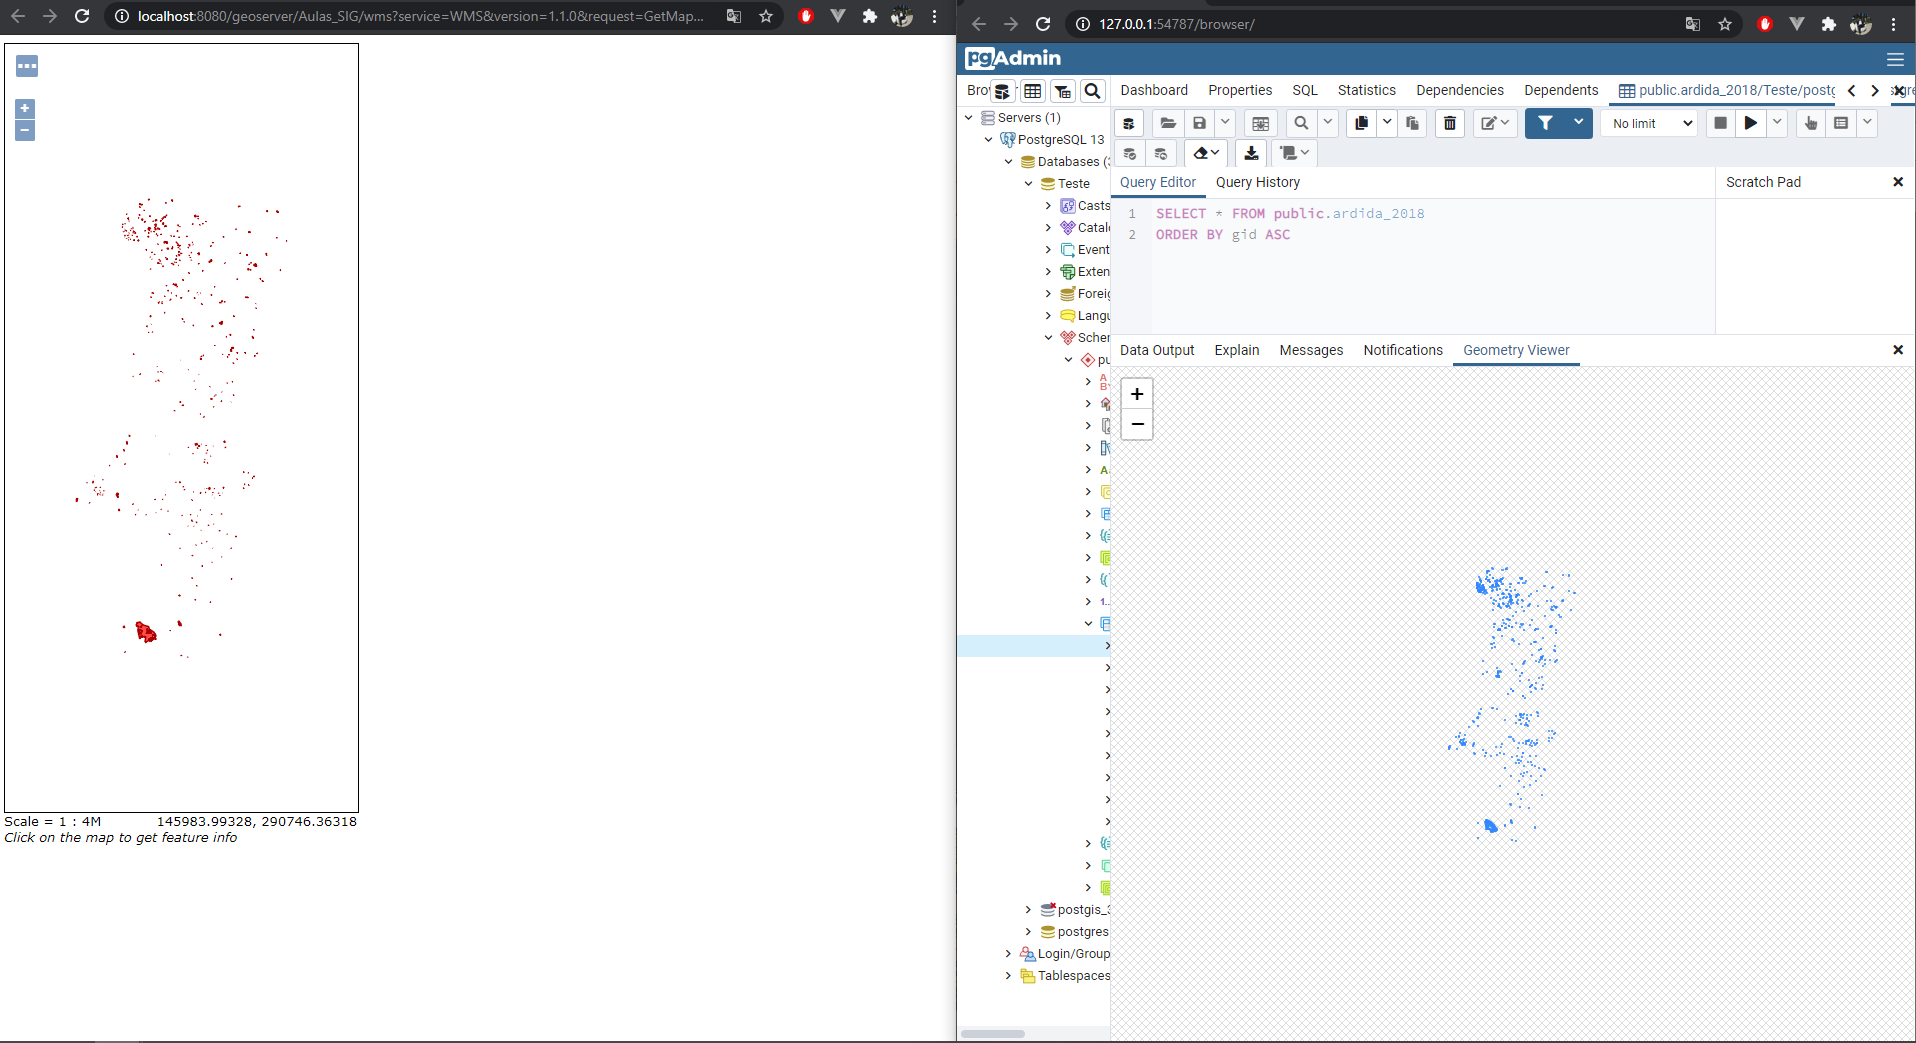 localhost:8080/geoserver/Aulas_SIG/wms?service=WMS&version=1.1.0&request=GetMap...
Scale = 1 : 4M 145983.99328, 290746.36318
Click on the map to get feature info
127.0.0.1:54787/browser/
pgAdmin
Dashboard Properties SQL Statistics Dependencies Dependents public.ardida_2018/Teste/postg
No limit
Servers (1)
PostgreSQL 13
Databases (
Teste
Casts
Catal
Event
Exten
Foreig
Langu
Scher
pu
postgis_3
postgres
Login/Group
Tablespaces
Query Editor Query History
Scratch Pad
1 SELECT * FROM public.ardida_2018
2 ORDER BY gid ASC
Data Output Explain Messages Notifications Geometry Viewer
+
−